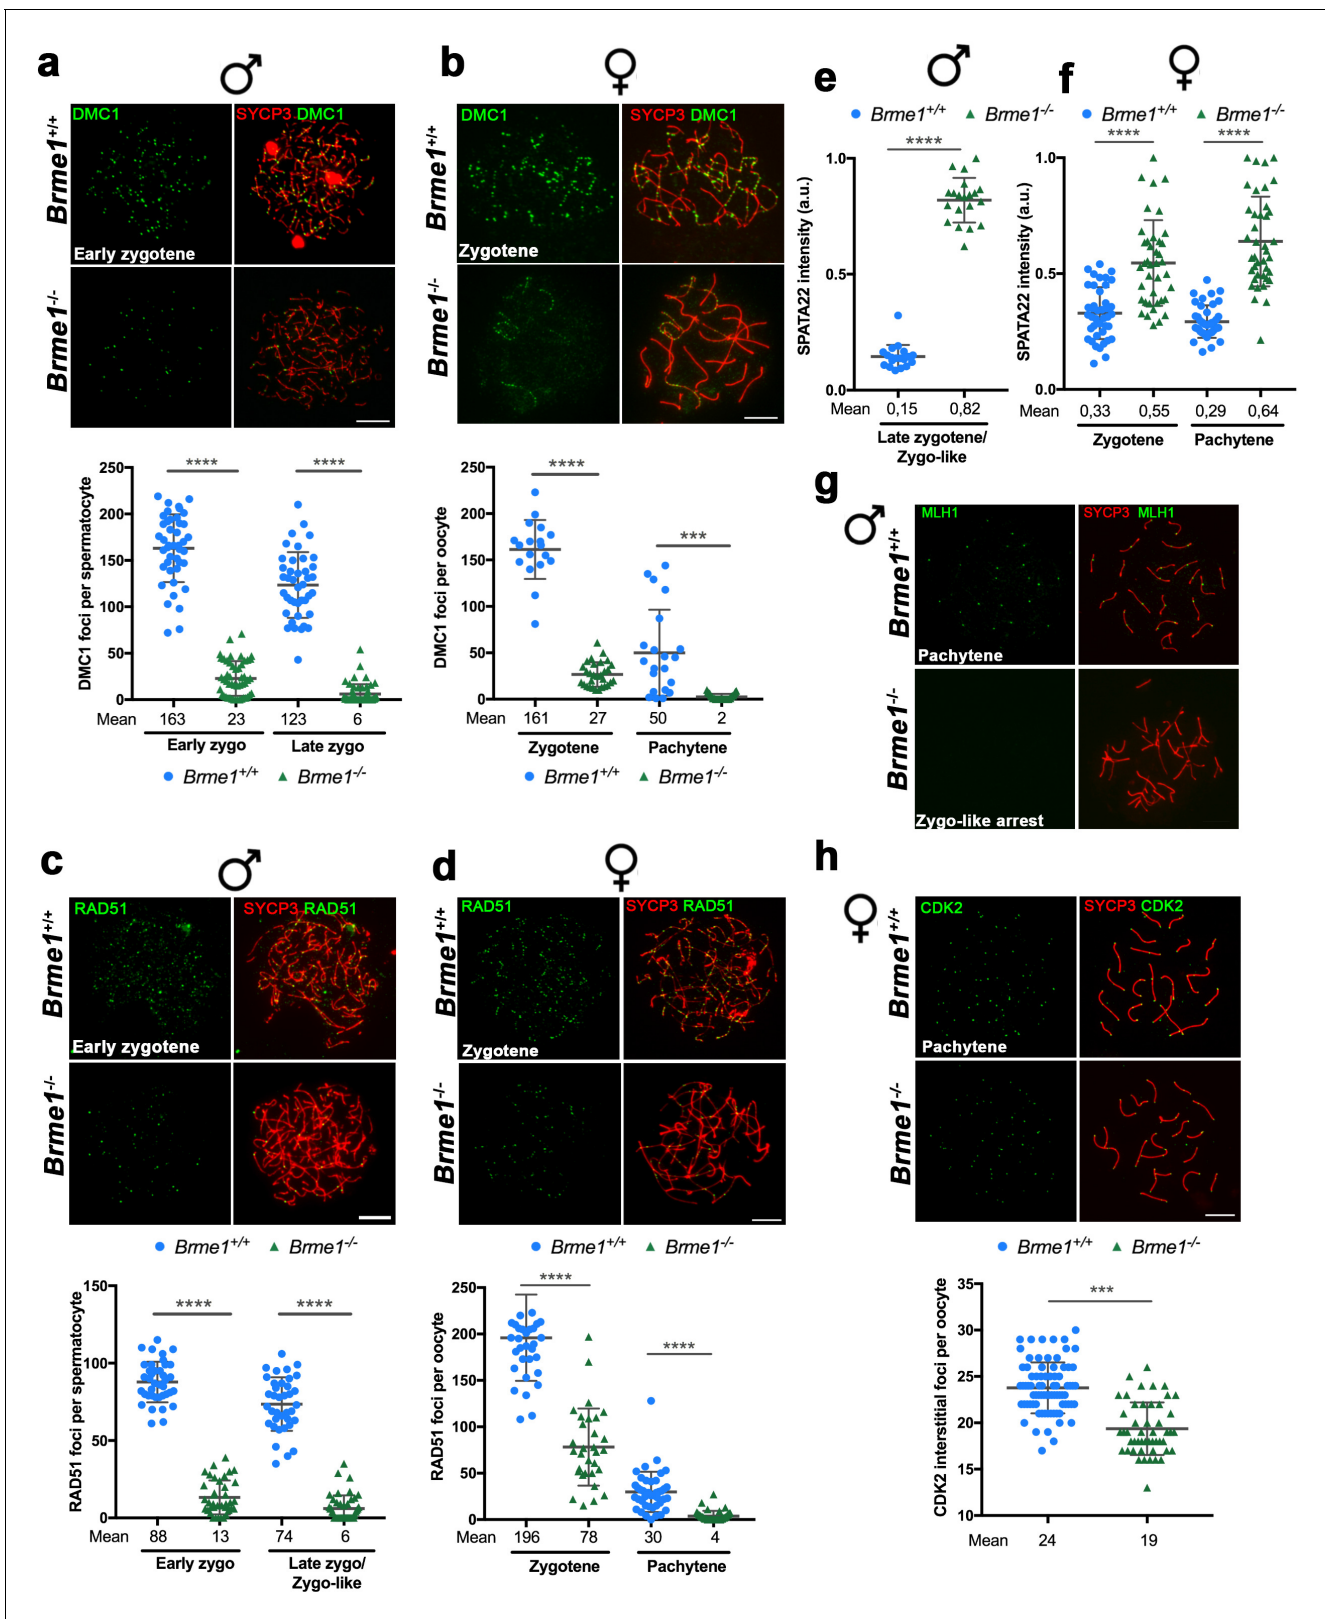 a
♂
DMC1
SYCP3 DMC1
Brme1+/+
Early zygotene
Brme1-/-
DMC1 foci per spermatocyte
250
200
150
100
50
0
****
****
Mean 163 23 123 6
Early zygo Late zygo
Brme1+/+ Brme1-/-
b
♀
DMC1
SYCP3 DMC1
Brme1+/+
Zygotene
Brme1-/-
DMC1 foci per oocyte
250
200
150
100
50
0
****
***
Mean 161 27 50 2
Zygotene Pachytene
Brme1+/+ Brme1-/-
c
♂
RAD51
SYCP3 RAD51
Brme1+/+
Early zygotene
Brme1-/-
Brme1+/+ Brme1-/-
RAD51 foci per spermatocyte
150
100
50
0
****
****
Mean 88 13 74 6
Early zygo Late zygo/
Zygo-like
d
♀
RAD51
SYCP3 RAD51
Brme1+/+
Zygotene
Brme1-/-
Brme1+/+ Brme1-/-
RAD51 foci per oocyte
250
200
150
100
50
0
****
****
Mean 196 78 30 4
Zygotene Pachytene
e
♂
Brme1+/+ Brme1-/-
****
SPATA22 intensity (a.u.)
1.0
0.5
0.0
Mean 0,15 0,82
Late zygotene/
Zygo-like
f
♀
Brme1+/+ Brme1-/-
****
****
SPATA22 intensity (a.u.)
1.0
0.5
0.0
Mean 0,33 0,55 0,29 0,64
Zygotene Pachytene
g
♂
MLH1
SYCP3 MLH1
Brme1+/+
Pachytene
Brme1-/-
Zygo-like arrest
h
♀
CDK2
SYCP3 CDK2
Brme1+/+
Pachytene
Brme1-/-
Brme1+/+ Brme1-/-
CDK2 interstitial foci per oocyte
35
30
25
20
15
10
***
Mean 24 19